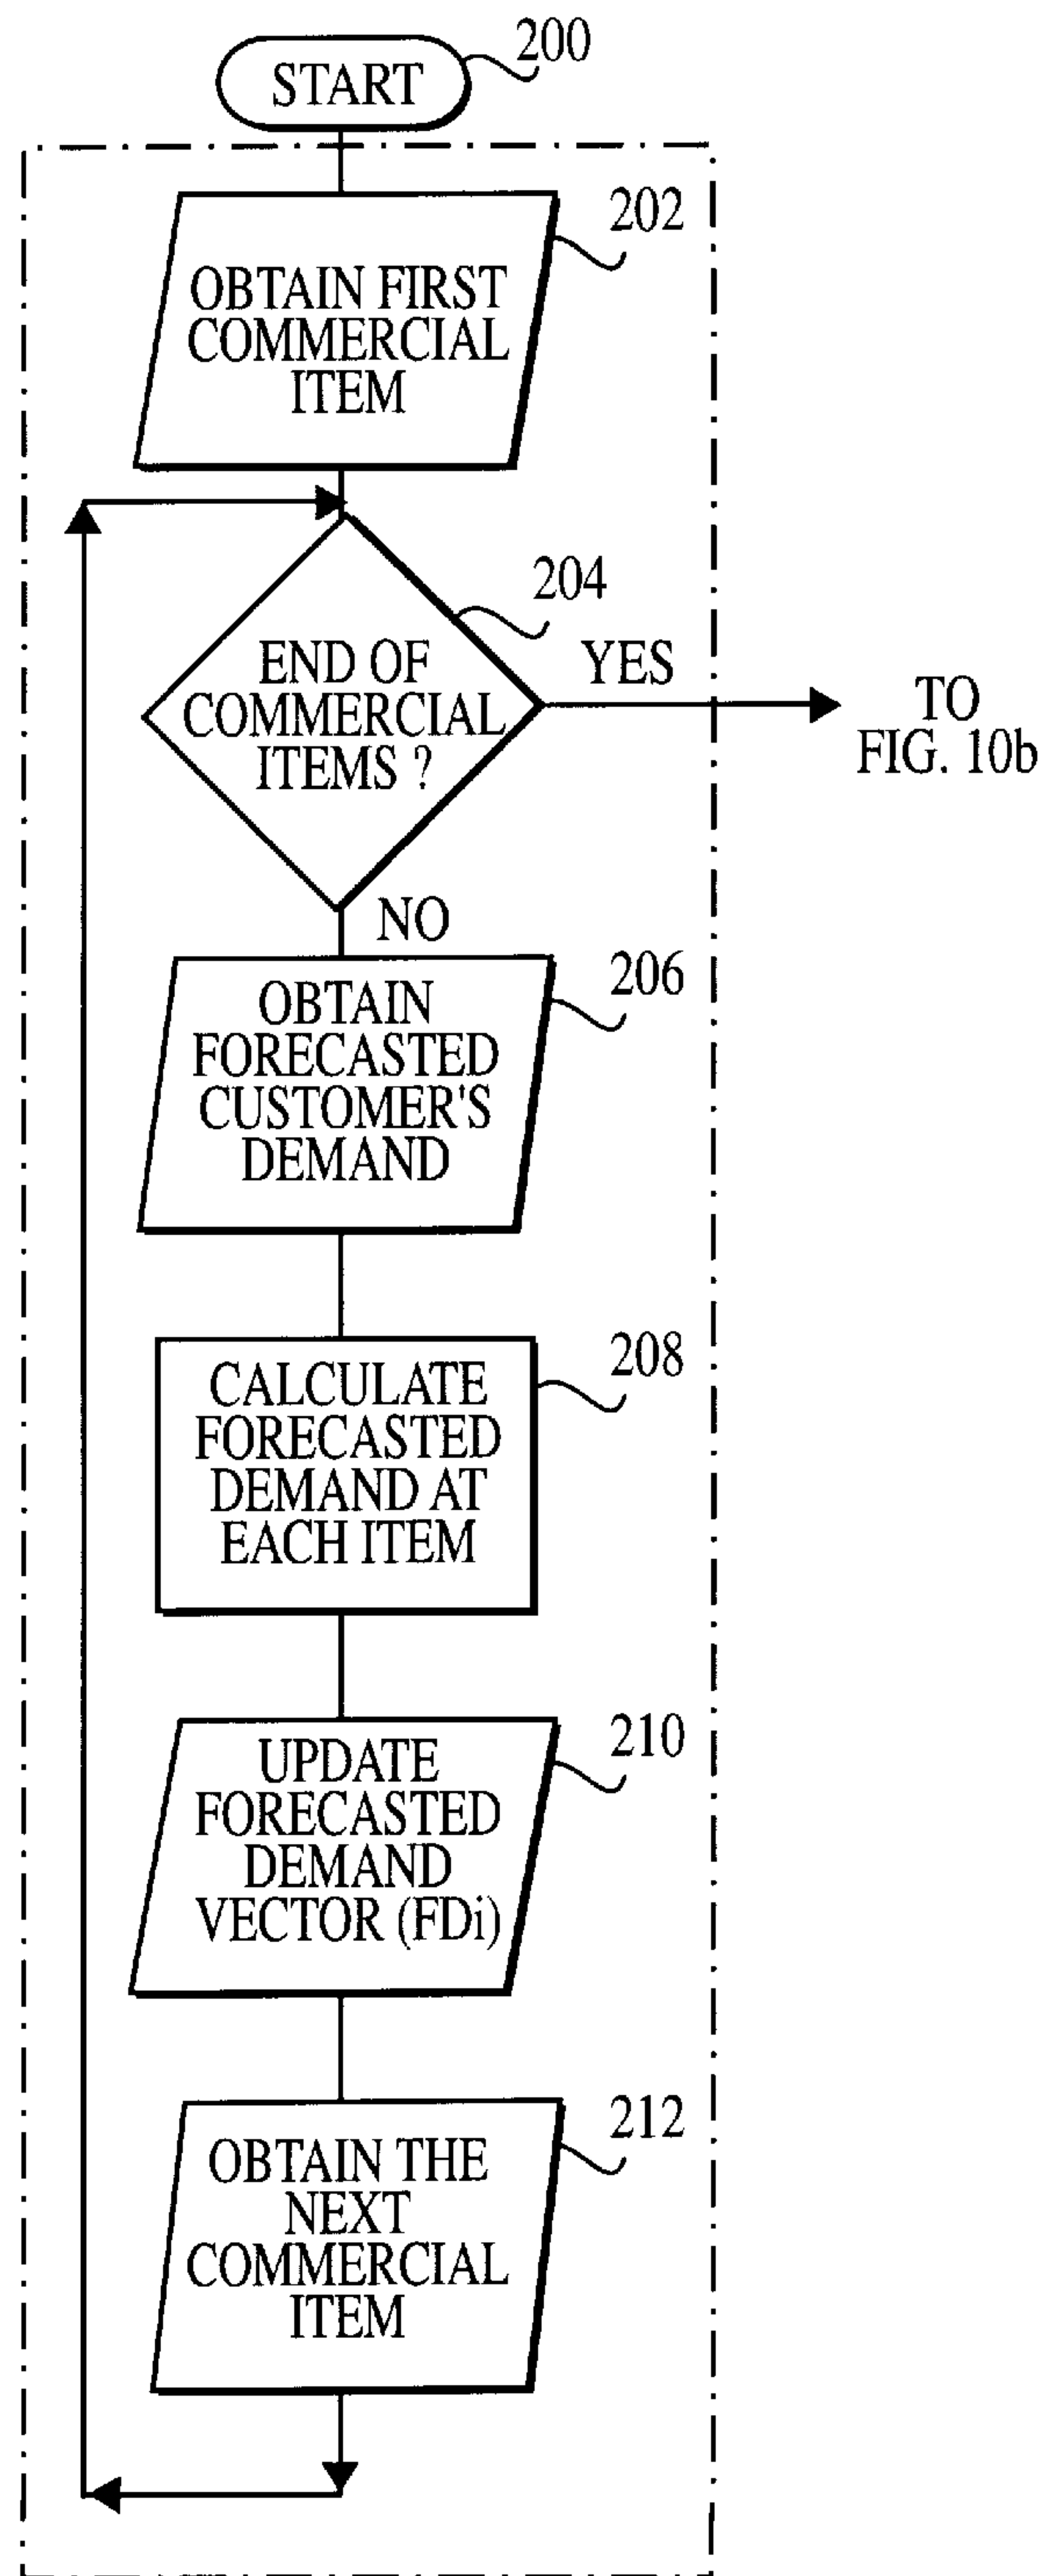 200
START
202
OBTAIN FIRST
COMMERCIAL
ITEM
204
END OF
COMMERCIAL
ITEMS ?
YES
TO
FIG. 10b
NO
206
OBTAIN
FORECASTED
CUSTOMER'S
DEMAND
208
CALCULATE
FORECASTED
DEMAND AT
EACH ITEM
210
UPDATE
FORECASTED
DEMAND
VECTOR (FDi)
212
OBTAIN THE
NEXT
COMMERCIAL
ITEM